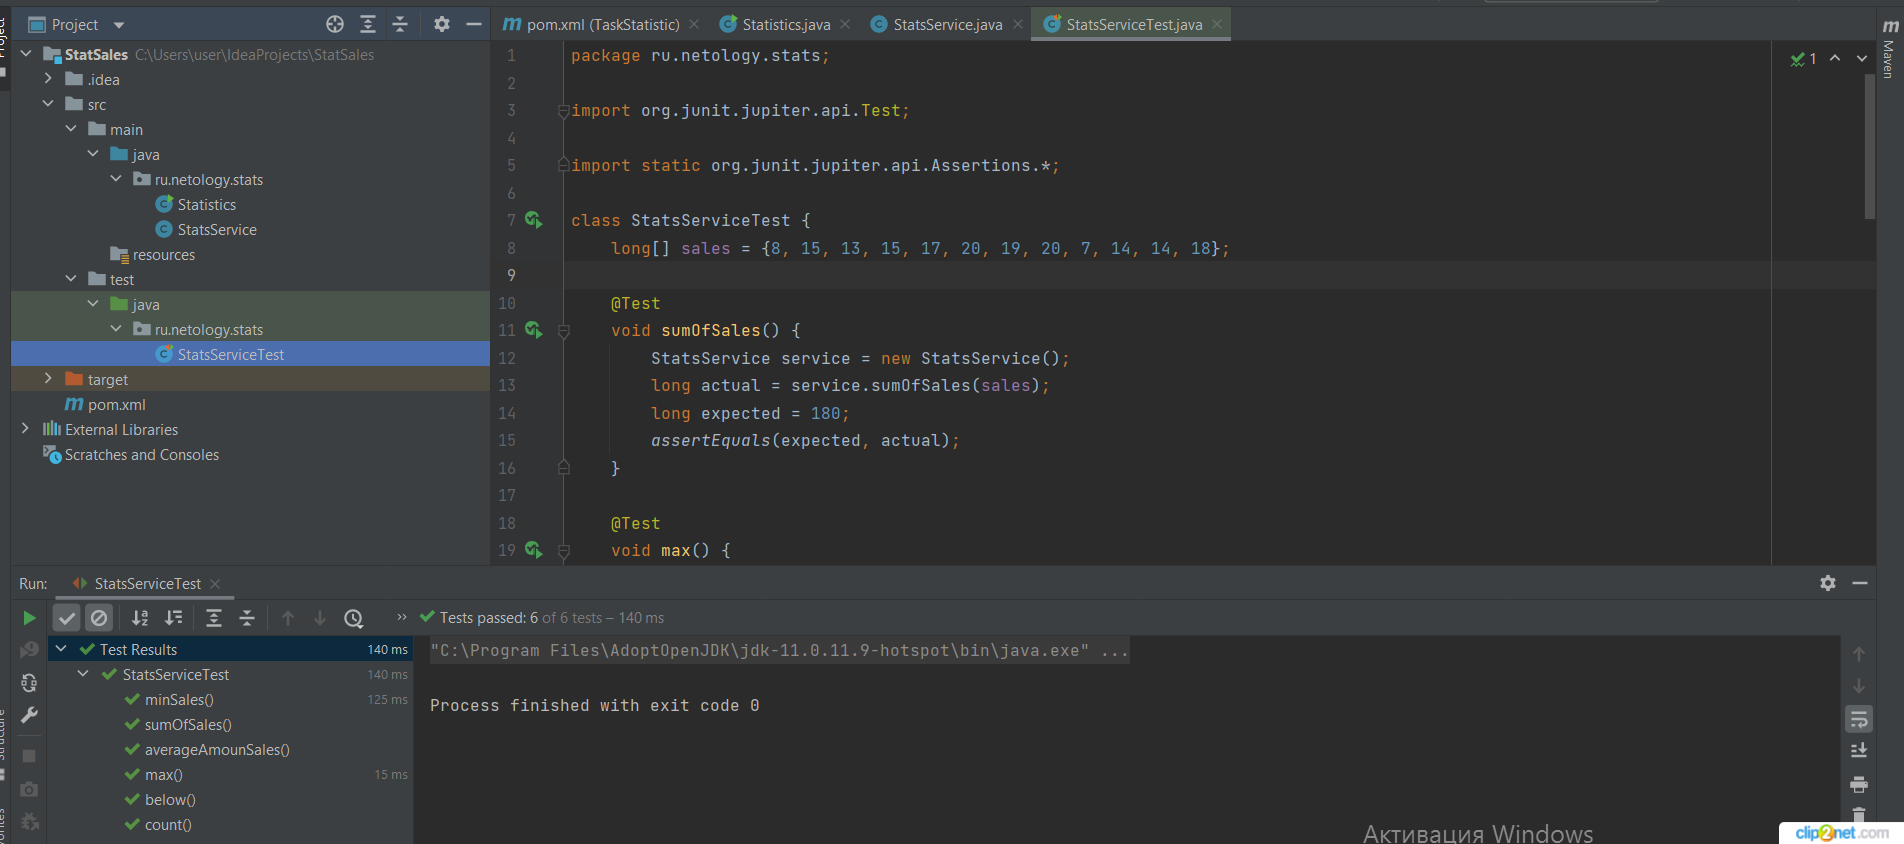 Project
pom.xml (TaskStatistic)
Statistics.java
StatsService.java
StatsServiceTest.java
StatSales C:\Users\user\IdeaProjects\StatSales
.idea
src
main
java
ru.netology.stats
Statistics
StatsService
resources
test
java
ru.netology.stats
StatsServiceTest
target
pom.xml
External Libraries
Scratches and Consoles
1 package ru.netology.stats;
2
3 import org.junit.jupiter.api.Test;
4
5 import static org.junit.jupiter.api.Assertions.*;
6
7 class StatsServiceTest {
8 long[] sales = {8, 15, 13, 15, 17, 20, 19, 20, 7, 14, 14, 18};
9
10 @Test
11 void sumOfSales() {
12 StatsService service = new StatsService();
13 long actual = service.sumOfSales(sales);
14 long expected = 180;
15 assertEquals(expected, actual);
16 }
17
18 @Test
19 void max() {
1
Maven
Run: StatsServiceTest
Tests passed: 6 of 6 tests – 140 ms
Test Results 140 ms
StatsServiceTest 140 ms
minSales() 125 ms
sumOfSales()
averageAmounSales()
max() 15 ms
below()
count()
"C:\Program Files\AdoptOpenJDK\jdk-11.0.11.9-hotspot\bin\java.exe" ...
Process finished with exit code 0
Активация Windows
clip2net.com